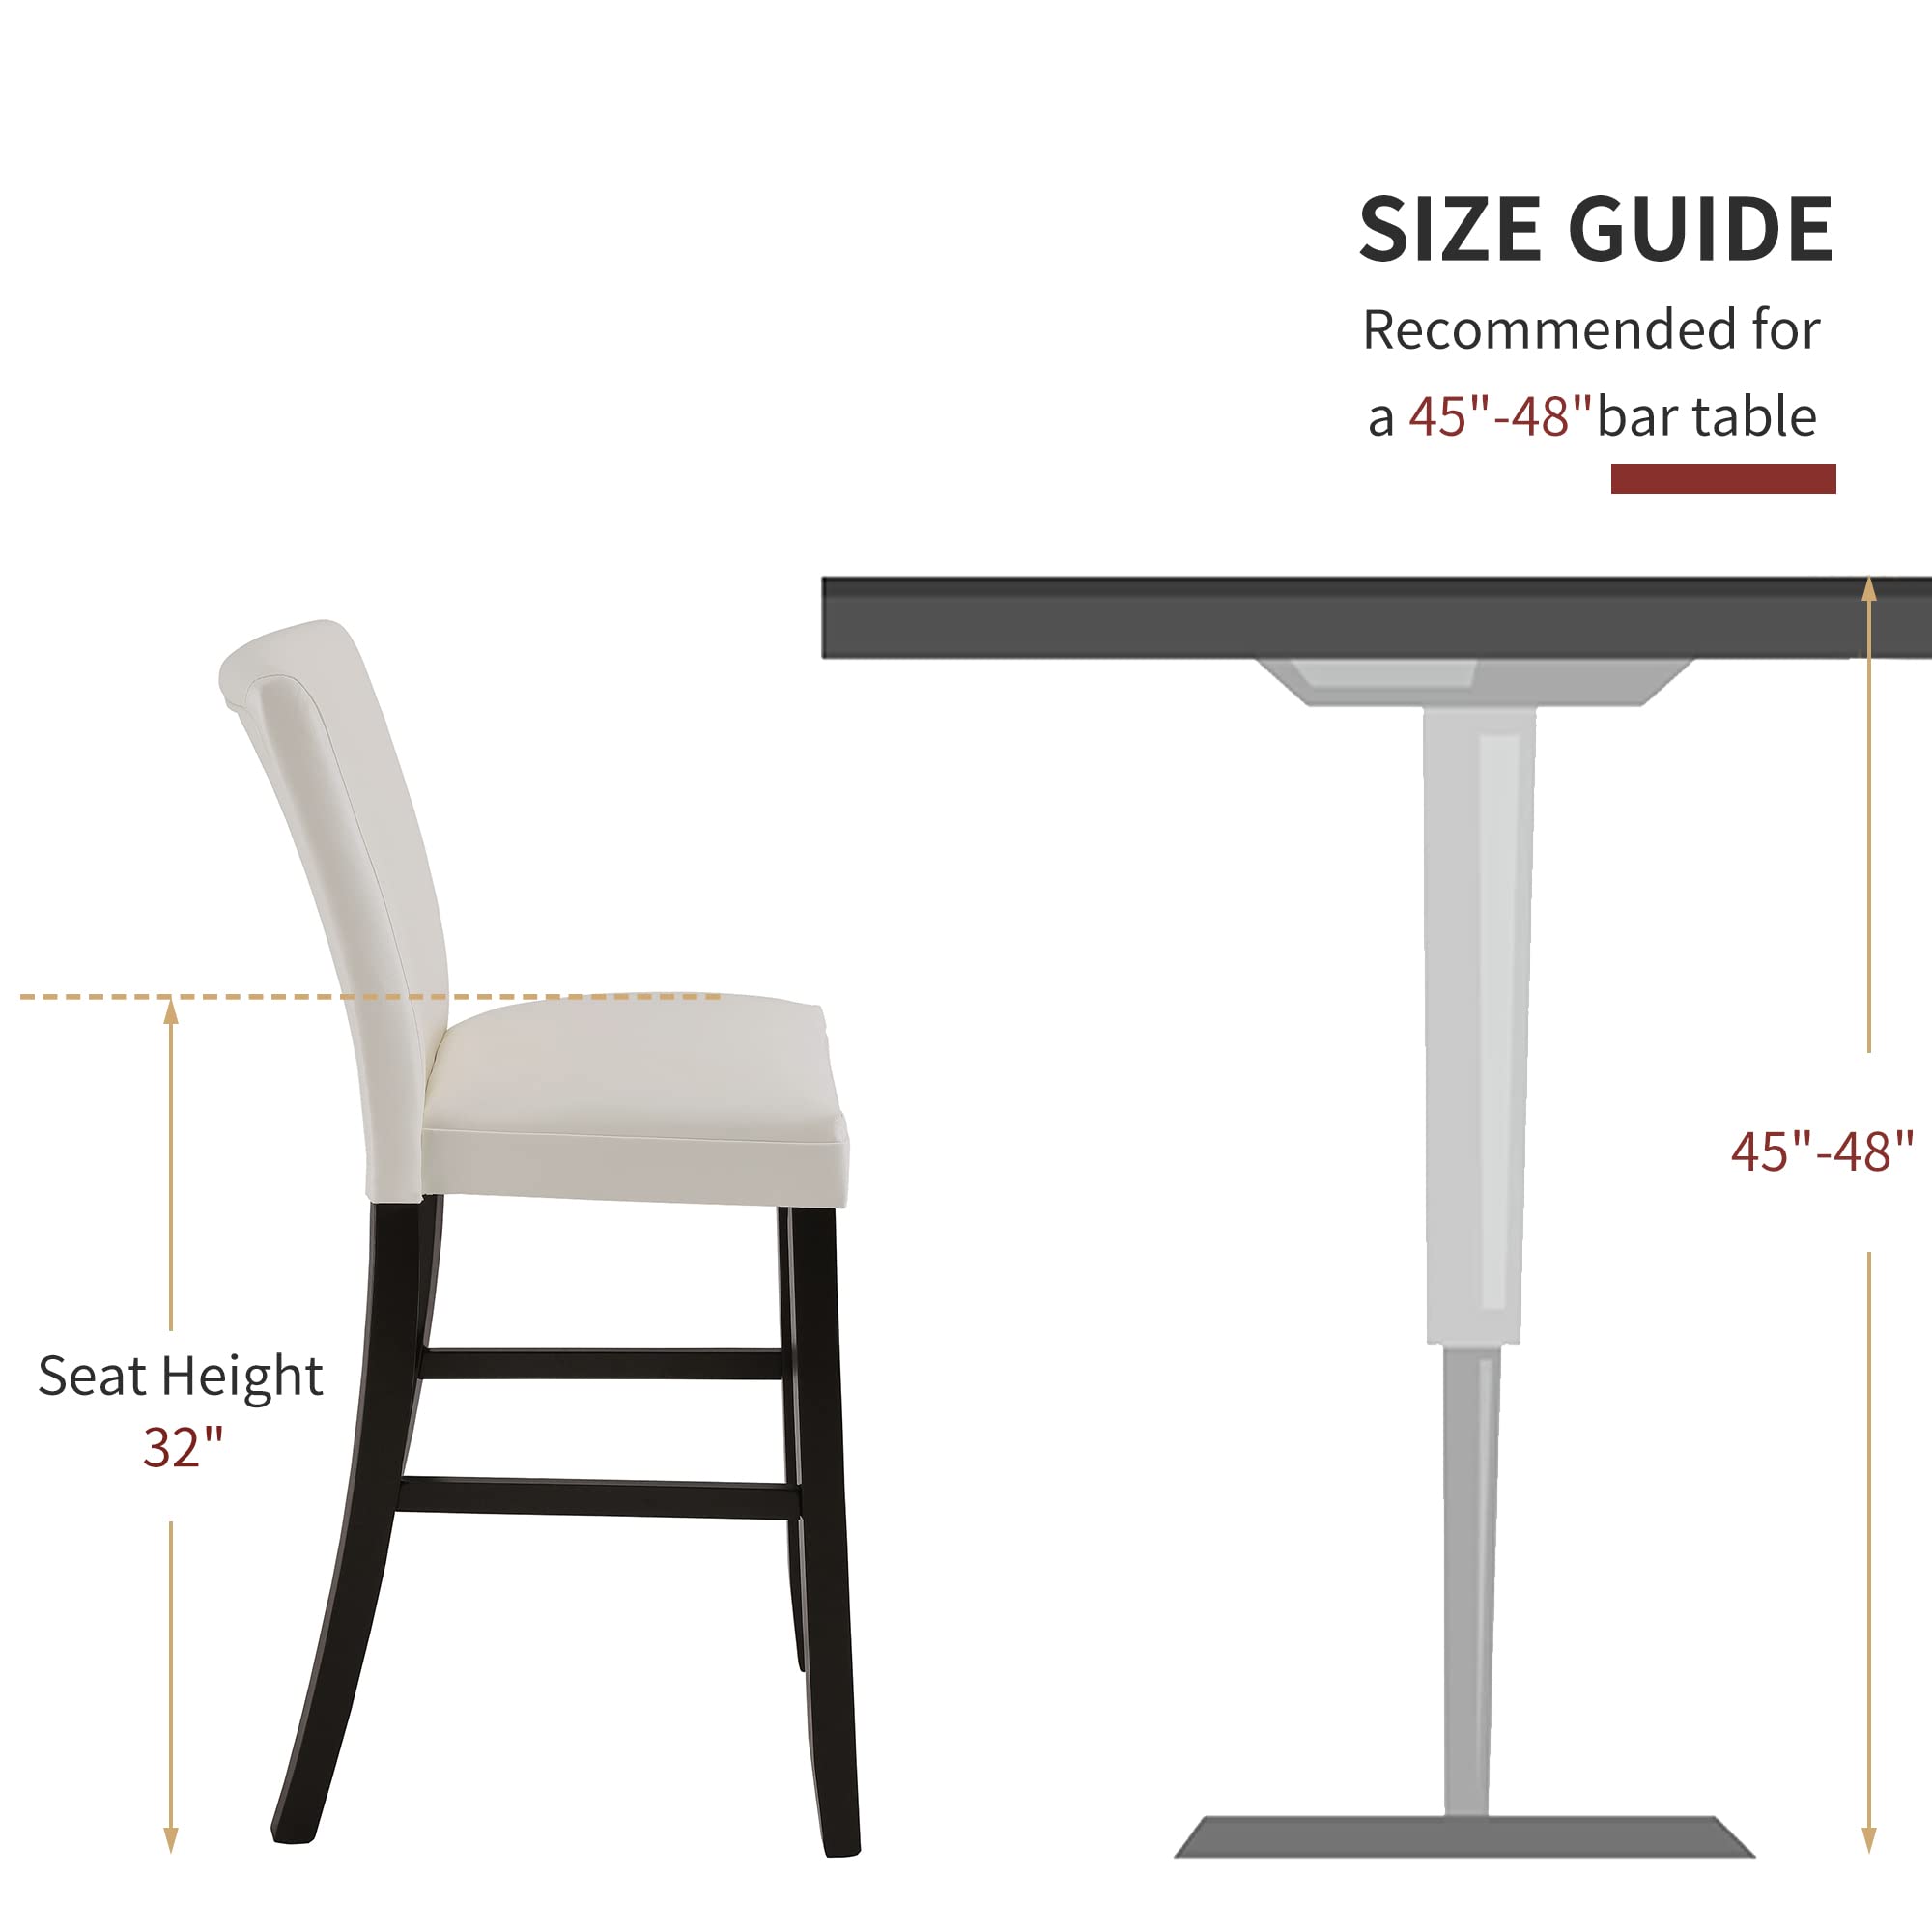 SIZE GUIDE
Recommended for
a 45"-48"bar table
45"-48"
Seat Height
32"